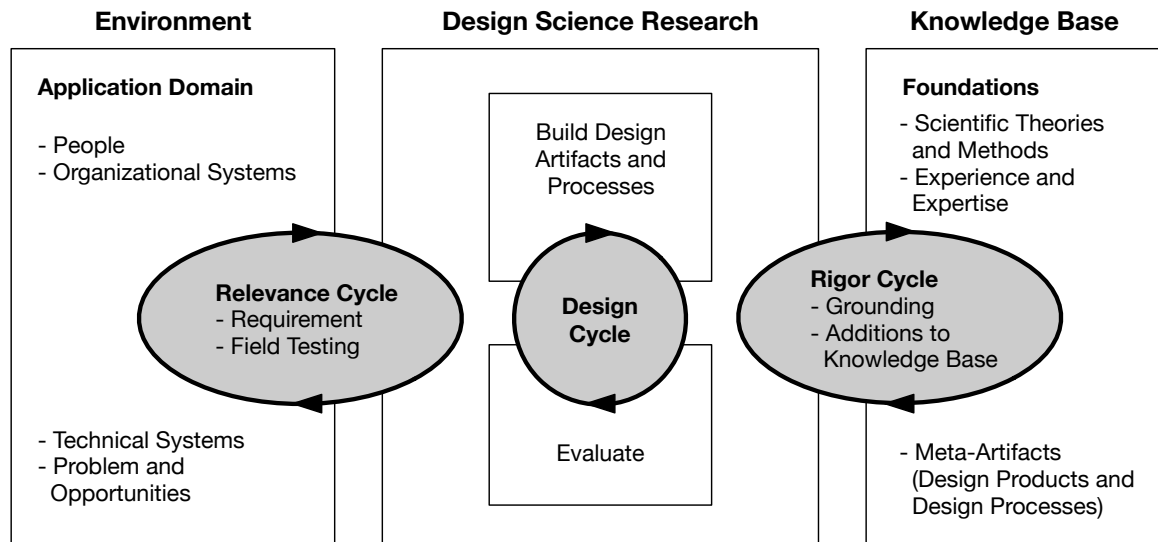 Environment
Design Science Research
Knowledge Base
Application Domain
- People
- Organizational Systems
Build Design
Artifacts and
Processes
Foundations
- Scientific Theories
and Methods
- Experience and
Expertise
Relevance Cycle
- Requirement
- Field Testing
Design
Cycle
Rigor Cycle
- Grounding
- Additions to
Knowledge Base
- Technical Systems
- Problem and
Opportunities
Evaluate
- Meta-Artifacts
(Design Products and
Design Processes)